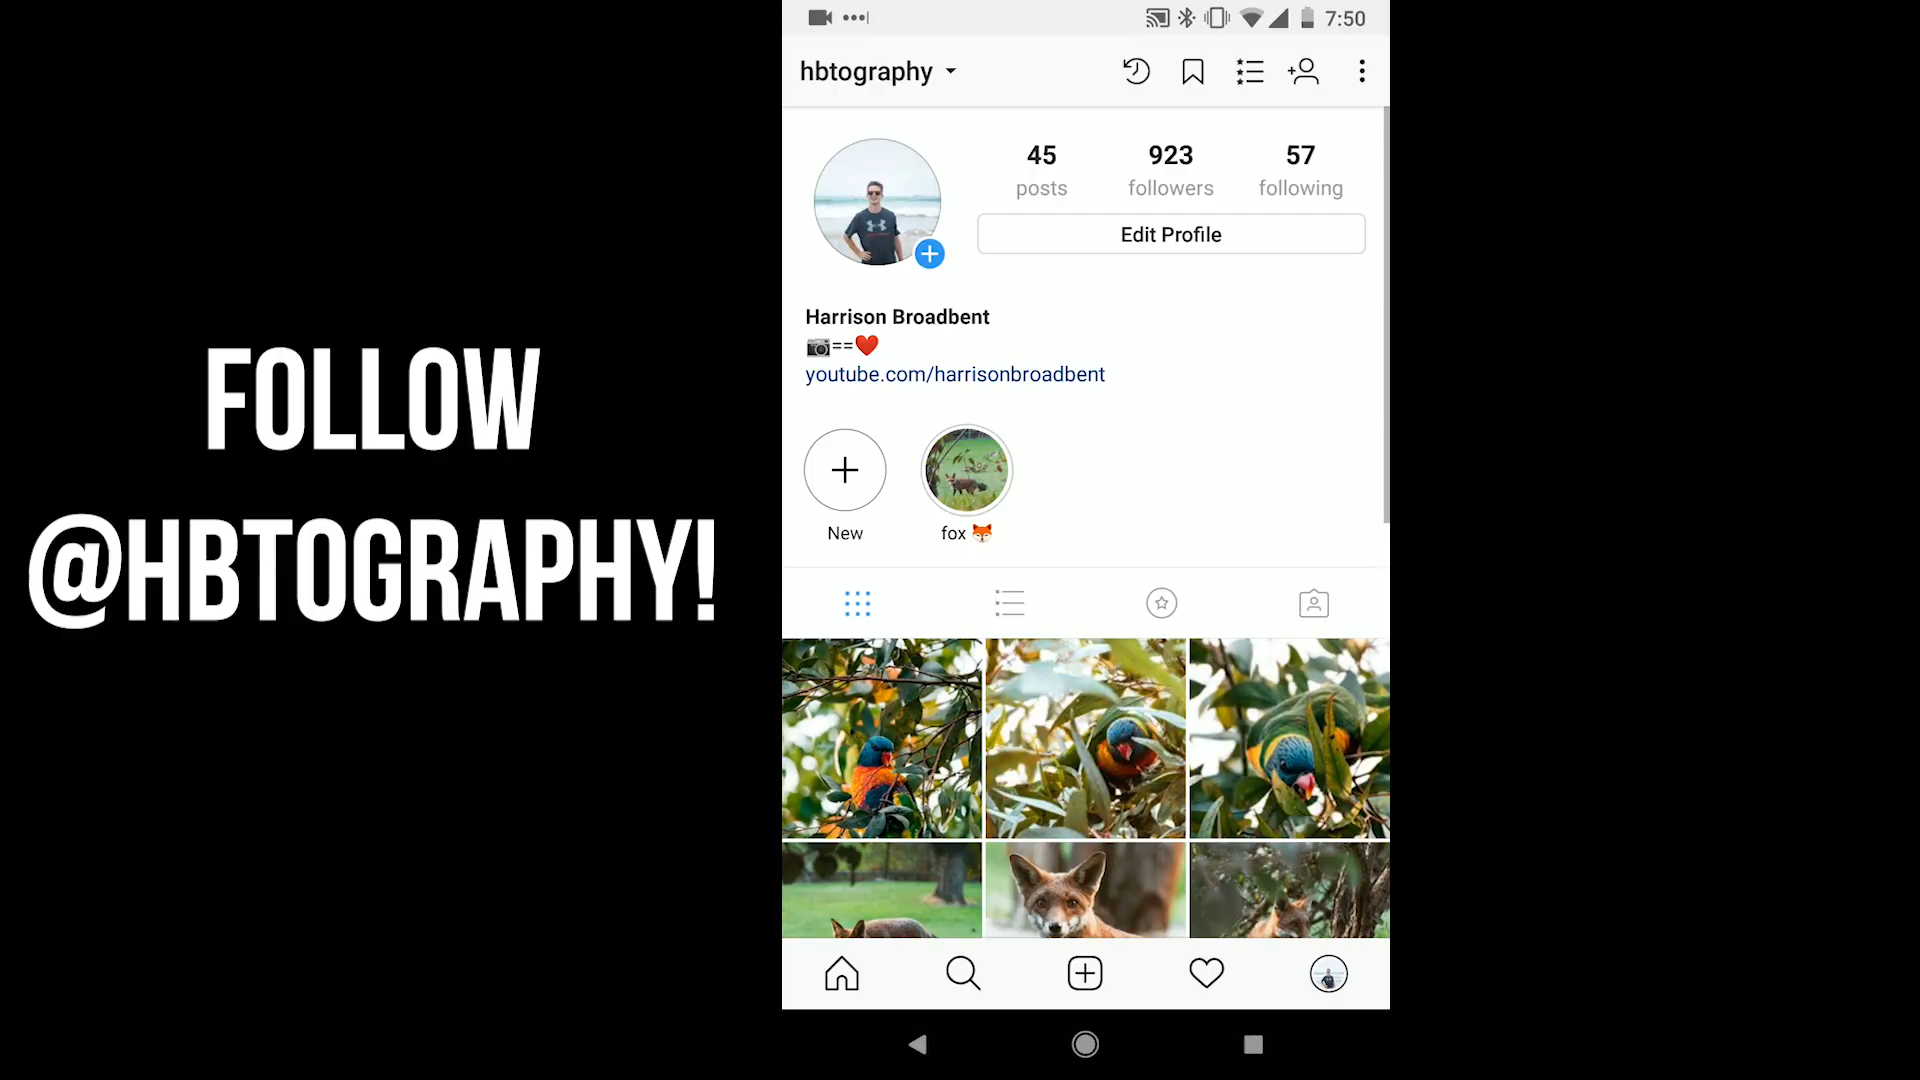 FOLLOW
@HBTOGRAPHY!
7:50
hbtography
45
923
57
posts
followers
following
Edit Profile
Harrison Broadbent
📷==❤️
youtube.com/harrisonbroadbent
New
fox 🦊